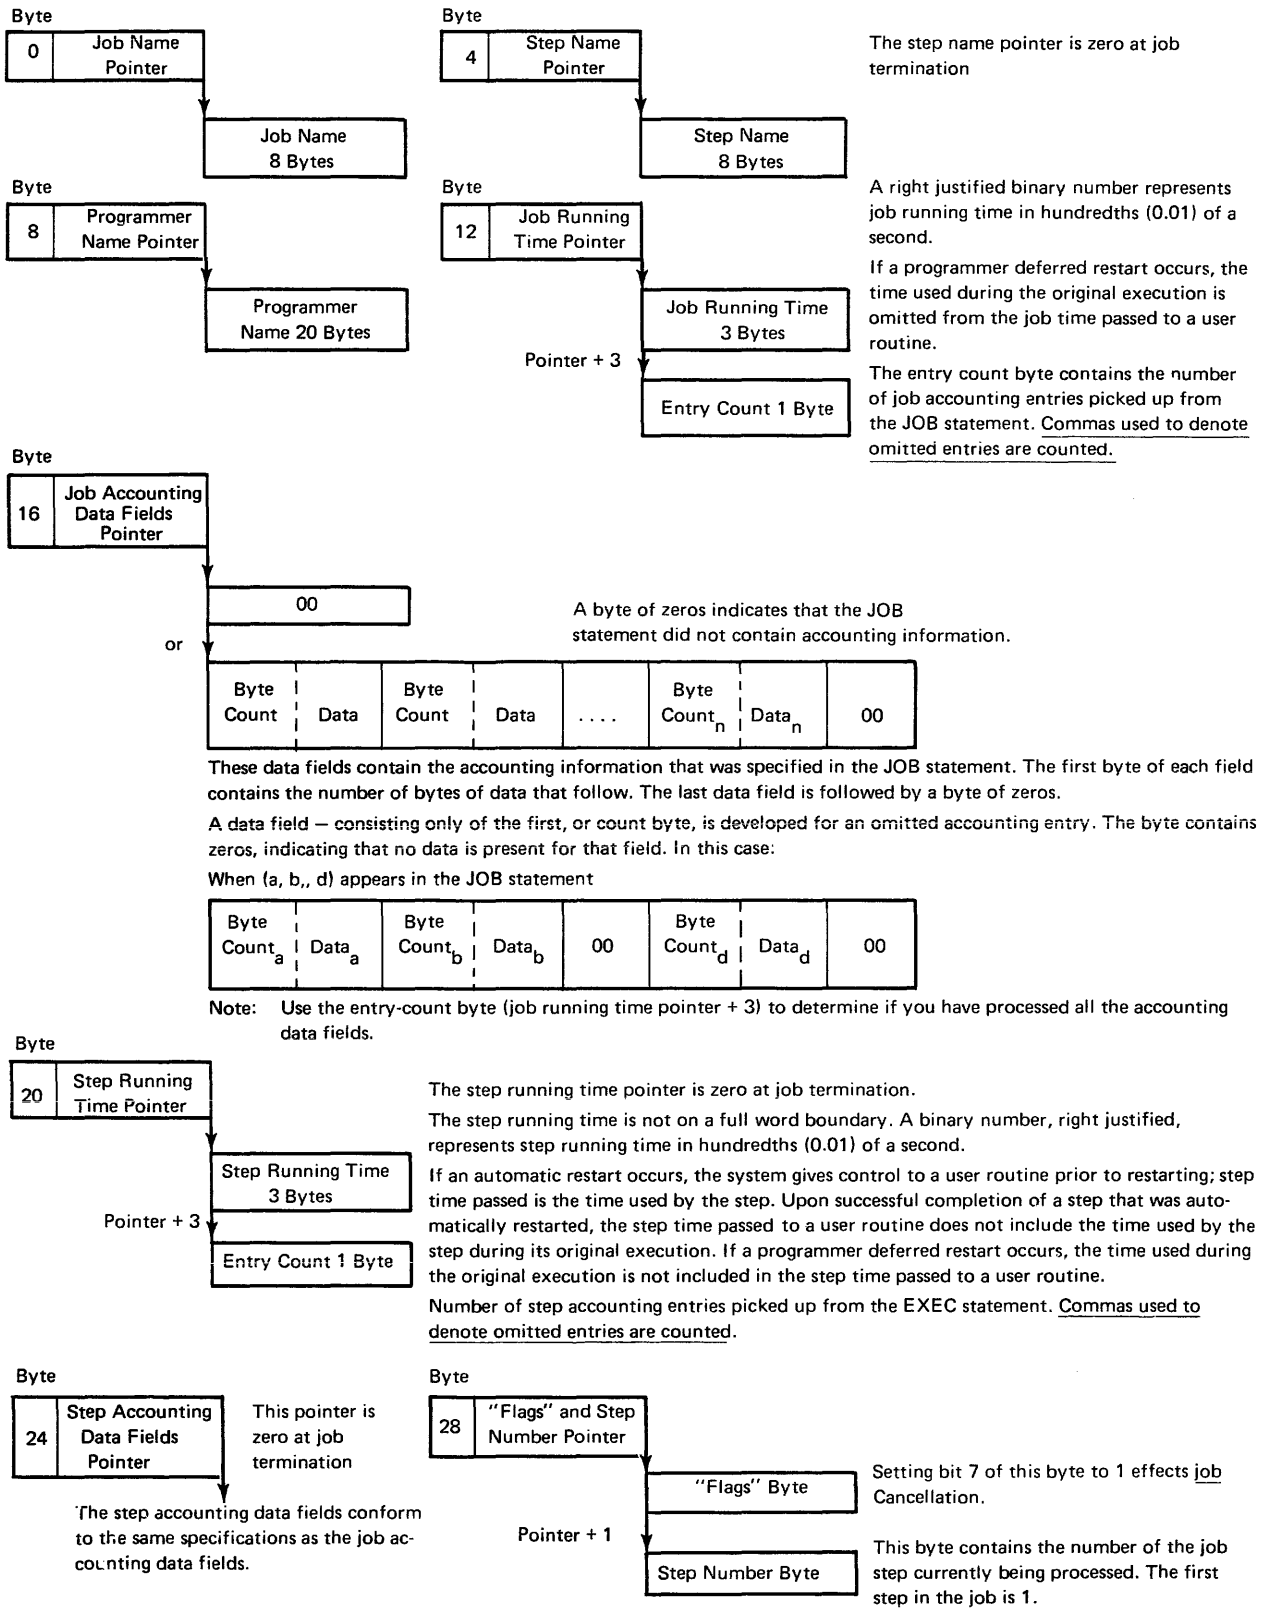 Byte
0
Job Name
Pointer
Job Name
8 Bytes
Byte
4
Step Name
Pointer
Step Name
8 Bytes
The step name pointer is zero at job
termination
Byte
8
Programmer
Name Pointer
Programmer
Name 20 Bytes
Byte
12
Job Running
Time Pointer
Job Running Time
3 Bytes
Pointer + 3
Entry Count 1 Byte
A right justified binary number represents
job running time in hundredths (0.01) of a
second.
If a programmer deferred restart occurs, the
time used during the original execution is
omitted from the job time passed to a user
routine.
The entry count byte contains the number
of job accounting entries picked up from
the JOB statement. Commas used to denote
omitted entries are counted.
Byte
16
Job Accounting
Data Fields
Pointer
00
A byte of zeros indicates that the JOB
statement did not contain accounting information.
or
Byte Count Data Byte Count Data .... Byte Count n Data n 00
These data fields contain the accounting information that was specified in the JOB statement. The first byte of each field
contains the number of bytes of data that follow. The last data field is followed by a byte of zeros.
A data field — consisting only of the first, or count byte, is developed for an omitted accounting entry. The byte contains
zeros, indicating that no data is present for that field. In this case:
When (a, b,, d) appears in the JOB statement
Byte Count a Data a Byte Count b Data b 00 Byte Count d Data d 00
Note: Use the entry-count byte (job running time pointer + 3) to determine if you have processed all the accounting
data fields.
Byte
20
Step Running
Time Pointer
Step Running Time
3 Bytes
Pointer + 3
Entry Count 1 Byte
The step running time pointer is zero at job termination.
The step running time is not on a full word boundary. A binary number, right justified,
represents step running time in hundredths (0.01) of a second.
If an automatic restart occurs, the system gives control to a user routine prior to restarting; step
time passed is the time used by the step. Upon successful completion of a step that was auto-
matically restarted, the step time passed to a user routine does not include the time used by the
step during its original execution. If a programmer deferred restart occurs, the time used during
the original execution is not included in the step time passed to a user routine.
Number of step accounting entries picked up from the EXEC statement. Commas used to
denote omitted entries are counted.
Byte
24
Step Accounting
Data Fields
Pointer
This pointer is
zero at job
termination
The step accounting data fields conform
to the same specifications as the job ac-
counting data fields.
Byte
28
"Flags" and Step
Number Pointer
"Flags" Byte
Setting bit 7 of this byte to 1 effects job
Cancellation.
Pointer + 1
Step Number Byte
This byte contains the number of the job
step currently being processed. The first
step in the job is 1.